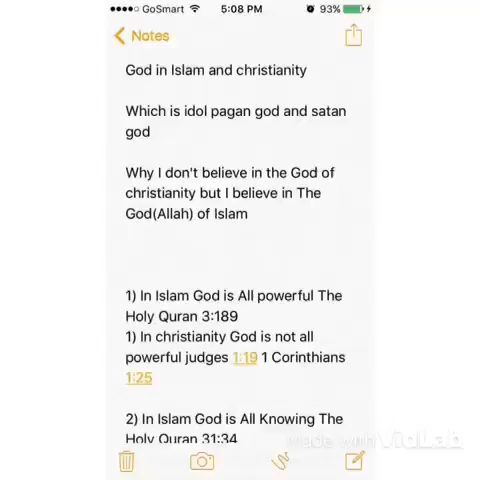 GoSmart 5:08 PM 93%
Notes
God in Islam and christianity
Which is idol pagan god and satan
god
Why I don't believe in the God of
christianity but I believe in The
God(Allah) of Islam
1) In Islam God is All powerful The
Holy Quran 3:189
1) In christianity God is not all
powerful judges 1:19 1 Corinthians
1:25
2) In Islam God is All Knowing The
Holy Quran 31:34
made with VidLab